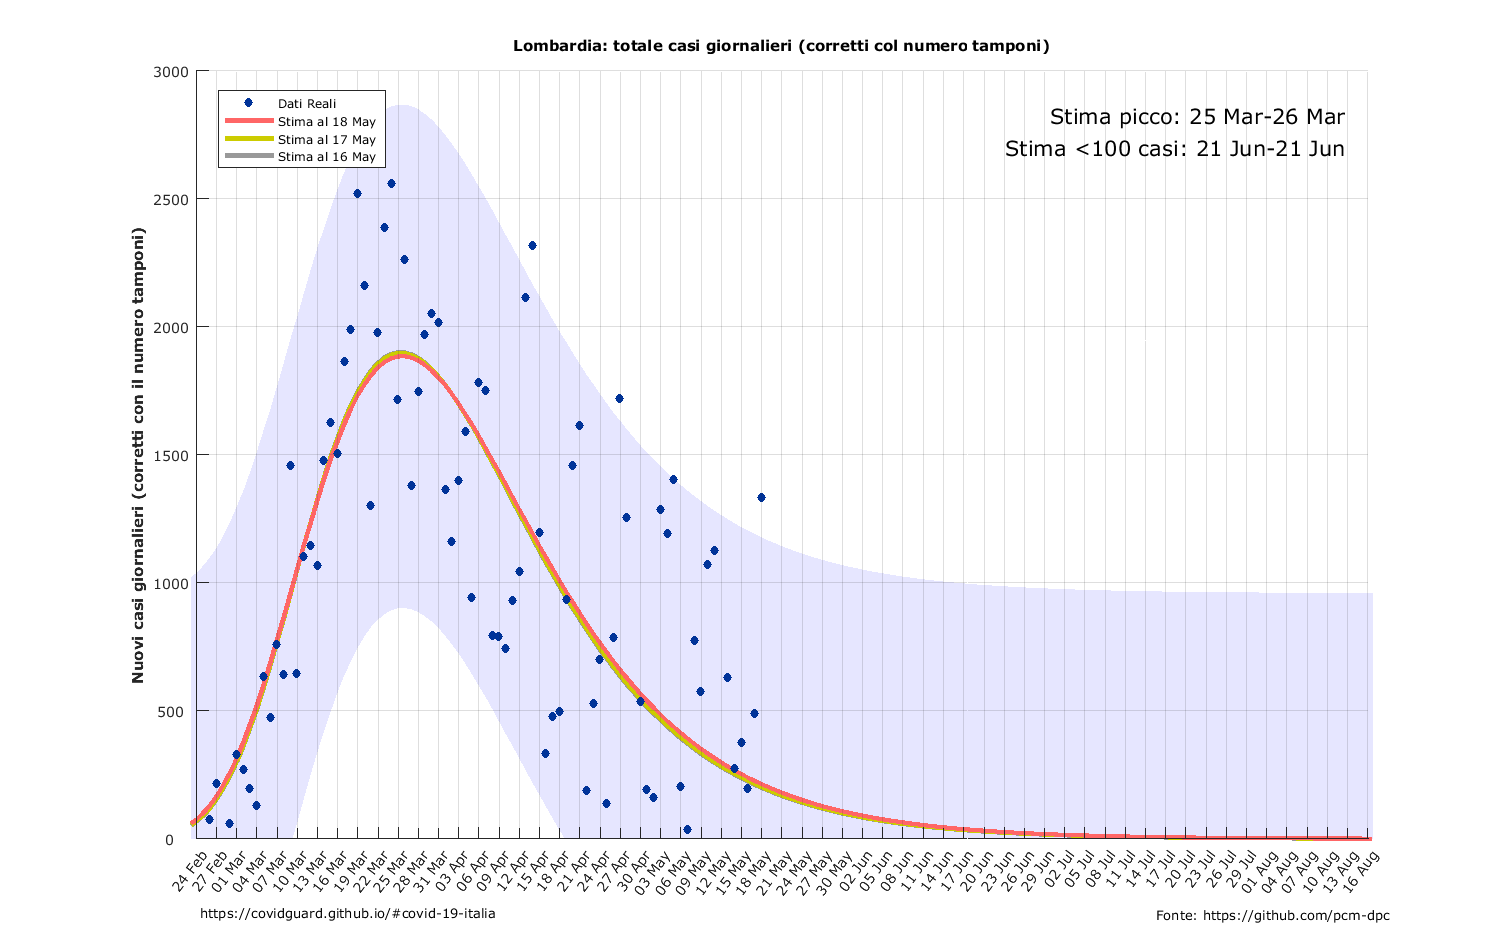 Lombardia: totale casi giornalieri (corretti col numero tamponi)
Dati Reali
Stima al 18 May
Stima al 17 May
Stima al 16 May
Stima picco: 25 Mar-26 Mar
Stima <100 casi: 21 Jun-21 Jun
Nuovi casi giornalieri (corretti con il numero tamponi)
3000
2500
2000
1500
1000
500
0
24 Feb
27 Feb
01 Mar
04 Mar
07 Mar
10 Mar
13 Mar
16 Mar
19 Mar
22 Mar
25 Mar
28 Mar
31 Mar
03 Apr
06 Apr
09 Apr
12 Apr
15 Apr
18 Apr
21 Apr
24 Apr
27 Apr
30 Apr
03 May
06 May
09 May
12 May
15 May
18 May
21 May
24 May
27 May
30 May
02 Jun
05 Jun
08 Jun
11 Jun
14 Jun
17 Jun
20 Jun
23 Jun
26 Jun
29 Jun
02 Jul
05 Jul
08 Jul
11 Jul
14 Jul
17 Jul
20 Jul
23 Jul
26 Jul
29 Jul
01 Aug
04 Aug
07 Aug
10 Aug
13 Aug
16 Aug
https://covidguard.github.io/#covid-19-italia
Fonte: https://github.com/pcm-dpc